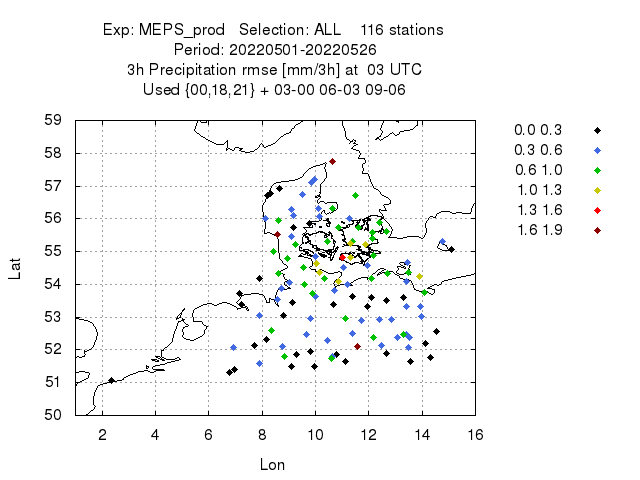 Exp: MEPS_prod   Selection: ALL    116 stations
Period: 20220501-20220526
3h Precipitation rmse [mm/3h] at  03 UTC
Used {00,18,21} + 03-00 06-03 09-06
0.0 0.3
0.3 0.6
0.6 1.0
1.0 1.3
1.3 1.6
1.6 1.9
59
58
57
56
55
54
53
52
51
50
Lat
2 4 6 8 10 12 14 16
Lon